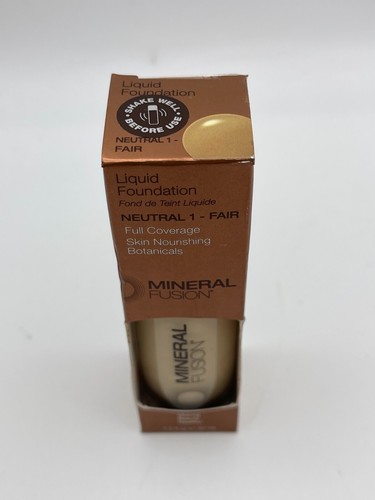 Liquid
Foundation
SHAKE WELL
BEFORE USE
NEUTRAL 1 -
FAIR
Liquid
Foundation
Fond de Teint Liquide
NEUTRAL 1 - FAIR
Full Coverage
Skin Nourishing
Botanicals
MINERAL
FUSION
MINERAL
FUSION